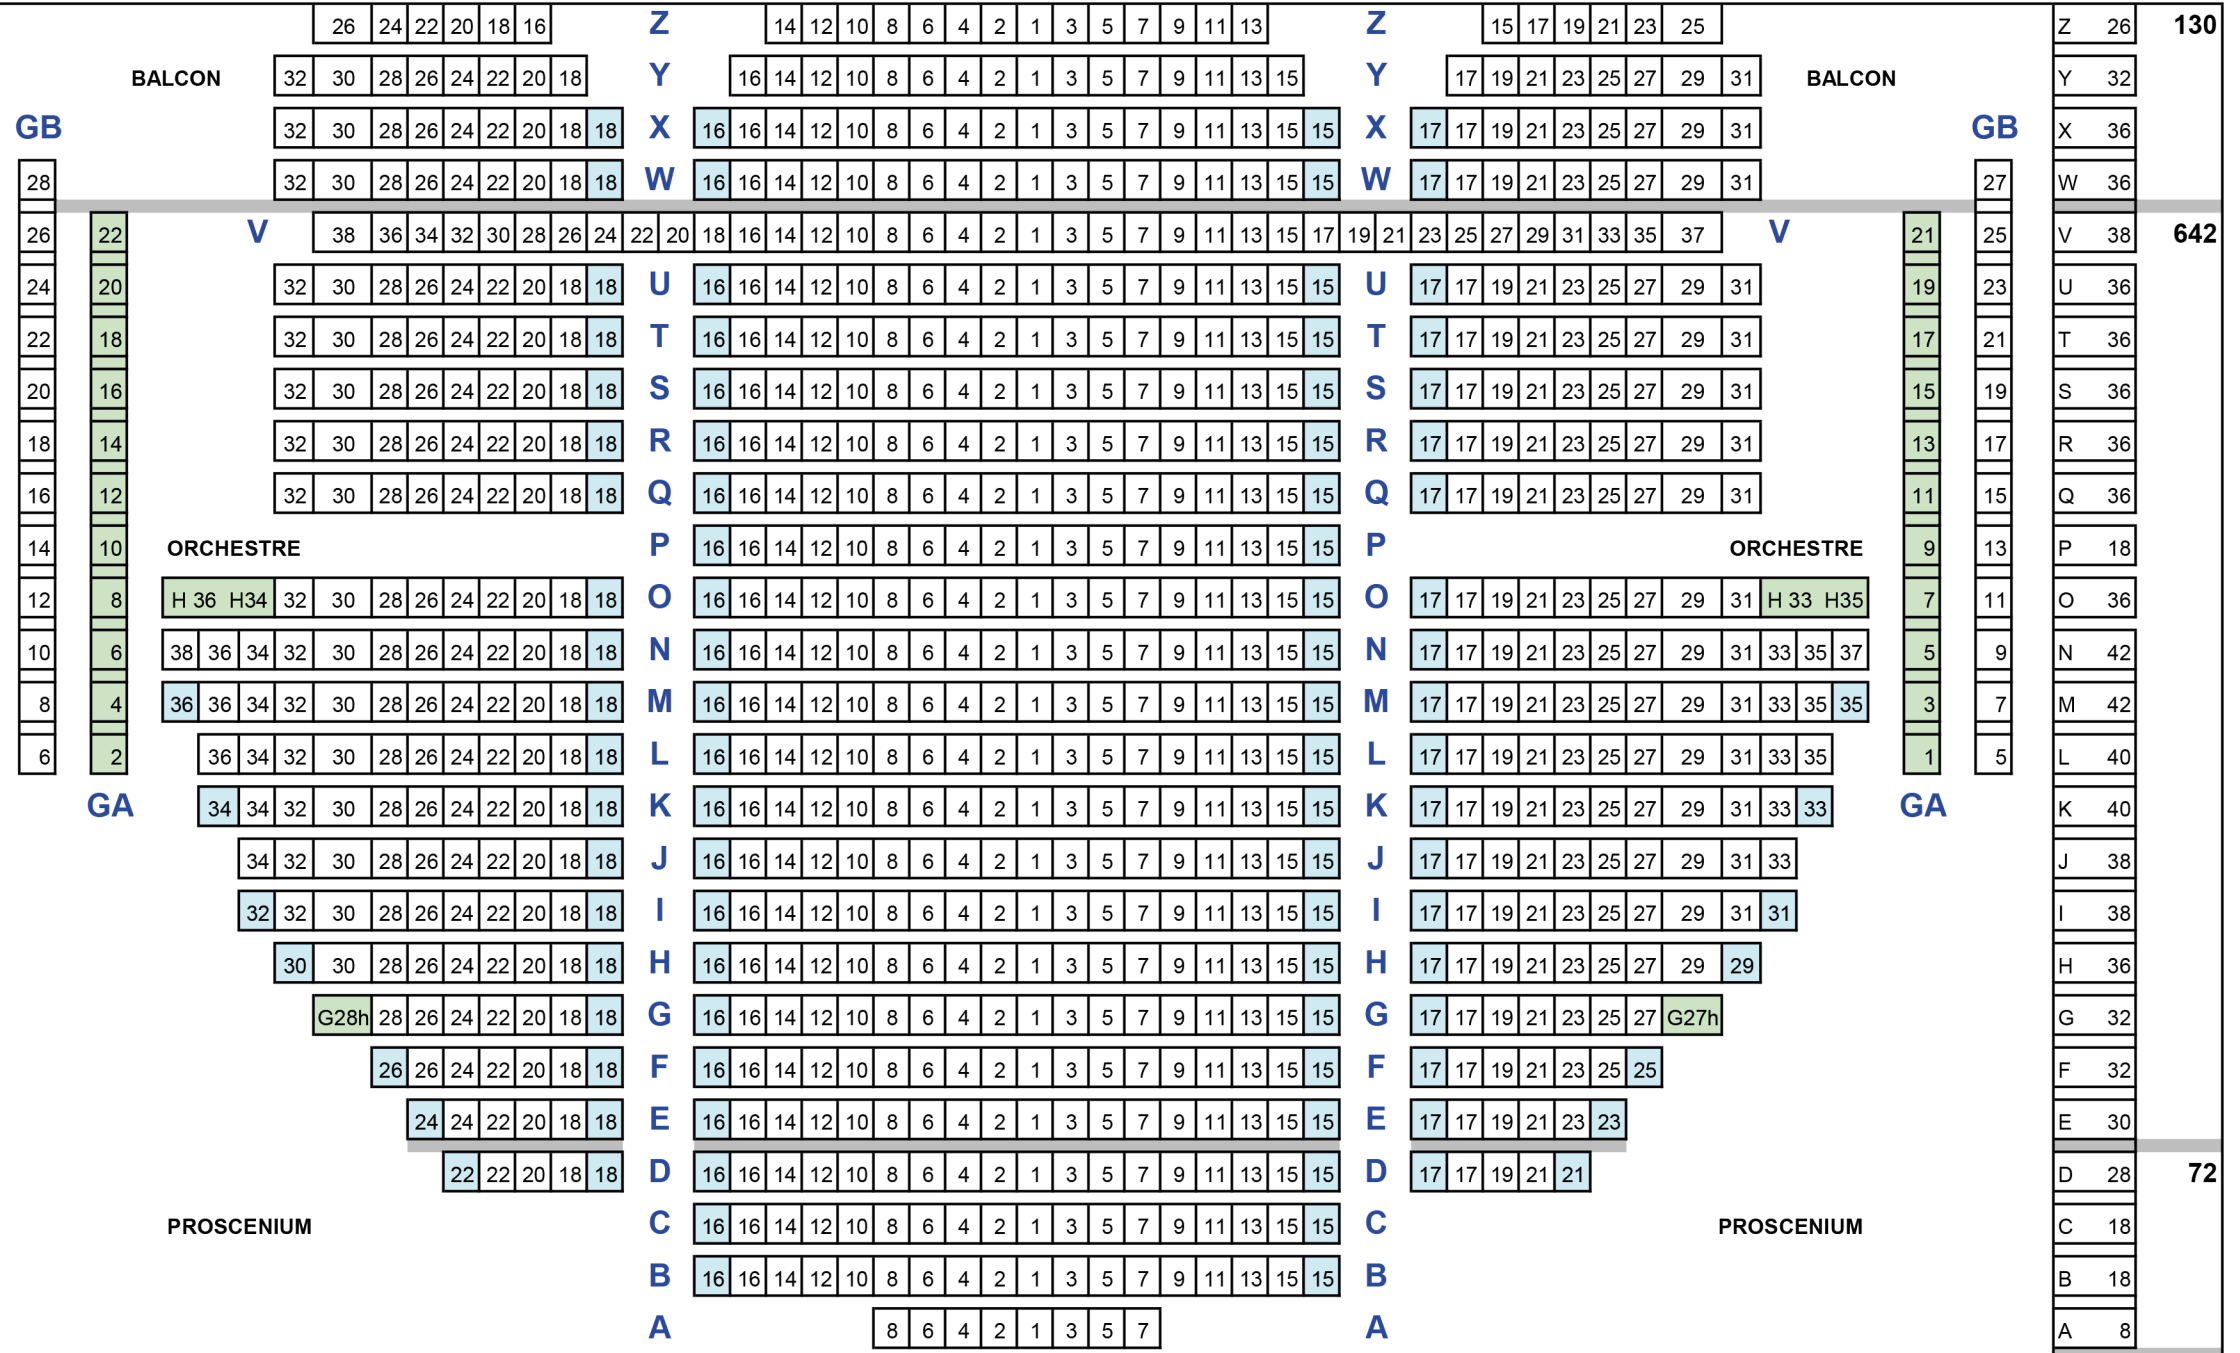 26 24 22 20 18 16 Z 14 12 10 8 6 4 2 1 3 5 7 9 11 13 Z 15 17 19 21 23 25 Z 26 130
BALCON 32 30 28 26 24 22 20 18 Y 16 14 12 10 8 6 4 2 1 3 5 7 9 11 13 15 Y 17 19 21 23 25 27 29 31 BALCON Y 32
GB 32 30 28 26 24 22 20 18 18 X 16 16 14 12 10 8 6 4 2 1 3 5 7 9 11 13 15 15 X 17 17 19 21 23 25 27 29 31 GB X 36
28 32 30 28 26 24 22 20 18 18 W 16 16 14 12 10 8 6 4 2 1 3 5 7 9 11 13 15 15 W 17 17 19 21 23 25 27 29 31 27 W 36
26 22 V 38 36 34 32 30 28 26 24 22 20 18 16 14 12 10 8 6 4 2 1 3 5 7 9 11 13 15 17 19 21 23 25 27 29 31 33 35 37 V 21 25 V 38 642
24 20 32 30 28 26 24 22 20 18 18 U 16 16 14 12 10 8 6 4 2 1 3 5 7 9 11 13 15 15 U 17 17 19 21 23 25 27 29 31 19 23 U 36
22 18 32 30 28 26 24 22 20 18 18 T 16 16 14 12 10 8 6 4 2 1 3 5 7 9 11 13 15 15 T 17 17 19 21 23 25 27 29 31 17 21 T 36
20 16 32 30 28 26 24 22 20 18 18 S 16 16 14 12 10 8 6 4 2 1 3 5 7 9 11 13 15 15 S 17 17 19 21 23 25 27 29 31 15 19 S 36
18 14 32 30 28 26 24 22 20 18 18 R 16 16 14 12 10 8 6 4 2 1 3 5 7 9 11 13 15 15 R 17 17 19 21 23 25 27 29 31 13 17 R 36
16 12 32 30 28 26 24 22 20 18 18 Q 16 16 14 12 10 8 6 4 2 1 3 5 7 9 11 13 15 15 Q 17 17 19 21 23 25 27 29 31 11 15 Q 36
14 10 ORCHESTRE P 16 16 14 12 10 8 6 4 2 1 3 5 7 9 11 13 15 15 P ORCHESTRE 9 13 P 18
12 8 H 36 H34 32 30 28 26 24 22 20 18 18 O 16 16 14 12 10 8 6 4 2 1 3 5 7 9 11 13 15 15 O 17 17 19 21 23 25 27 29 31 H 33 H35 7 11 O 36
10 6 38 36 34 32 30 28 26 24 22 20 18 18 N 16 16 14 12 10 8 6 4 2 1 3 5 7 9 11 13 15 15 N 17 17 19 21 23 25 27 29 31 33 35 37 5 9 N 42
8 4 36 36 34 32 30 28 26 24 22 20 18 18 M 16 16 14 12 10 8 6 4 2 1 3 5 7 9 11 13 15 15 M 17 17 19 21 23 25 27 29 31 33 35 35 3 7 M 42
6 2 36 34 32 30 28 26 24 22 20 18 18 L 16 16 14 12 10 8 6 4 2 1 3 5 7 9 11 13 15 15 L 17 17 19 21 23 25 27 29 31 33 35 1 5 L 40
GA 34 34 32 30 28 26 24 22 20 18 18 K 16 16 14 12 10 8 6 4 2 1 3 5 7 9 11 13 15 15 K 17 17 19 21 23 25 27 29 31 33 33 GA K 40
34 32 30 28 26 24 22 20 18 18 J 16 16 14 12 10 8 6 4 2 1 3 5 7 9 11 13 15 15 J 17 17 19 21 23 25 27 29 31 33 J 38
32 32 30 28 26 24 22 20 18 18 I 16 16 14 12 10 8 6 4 2 1 3 5 7 9 11 13 15 15 I 17 17 19 21 23 25 27 29 31 31 I 38
30 30 28 26 24 22 20 18 18 H 16 16 14 12 10 8 6 4 2 1 3 5 7 9 11 13 15 15 H 17 17 19 21 23 25 27 29 29 H 36
G28h 28 26 24 22 20 18 18 G 16 16 14 12 10 8 6 4 2 1 3 5 7 9 11 13 15 15 G 17 17 19 21 23 25 27 G27h G 32
26 26 24 22 20 18 18 F 16 16 14 12 10 8 6 4 2 1 3 5 7 9 11 13 15 15 F 17 17 19 21 23 25 25 F 32
24 24 22 20 18 18 E 16 16 14 12 10 8 6 4 2 1 3 5 7 9 11 13 15 15 E 17 17 19 21 23 23 E 30
22 22 20 18 18 D 16 16 14 12 10 8 6 4 2 1 3 5 7 9 11 13 15 15 D 17 17 19 21 21 D 28 72
PROSCENIUM C 16 16 14 12 10 8 6 4 2 1 3 5 7 9 11 13 15 15 C PROSCENIUM C 18
B 16 16 14 12 10 8 6 4 2 1 3 5 7 9 11 13 15 15 B B 18
A 8 6 4 2 1 3 5 7 A A 8